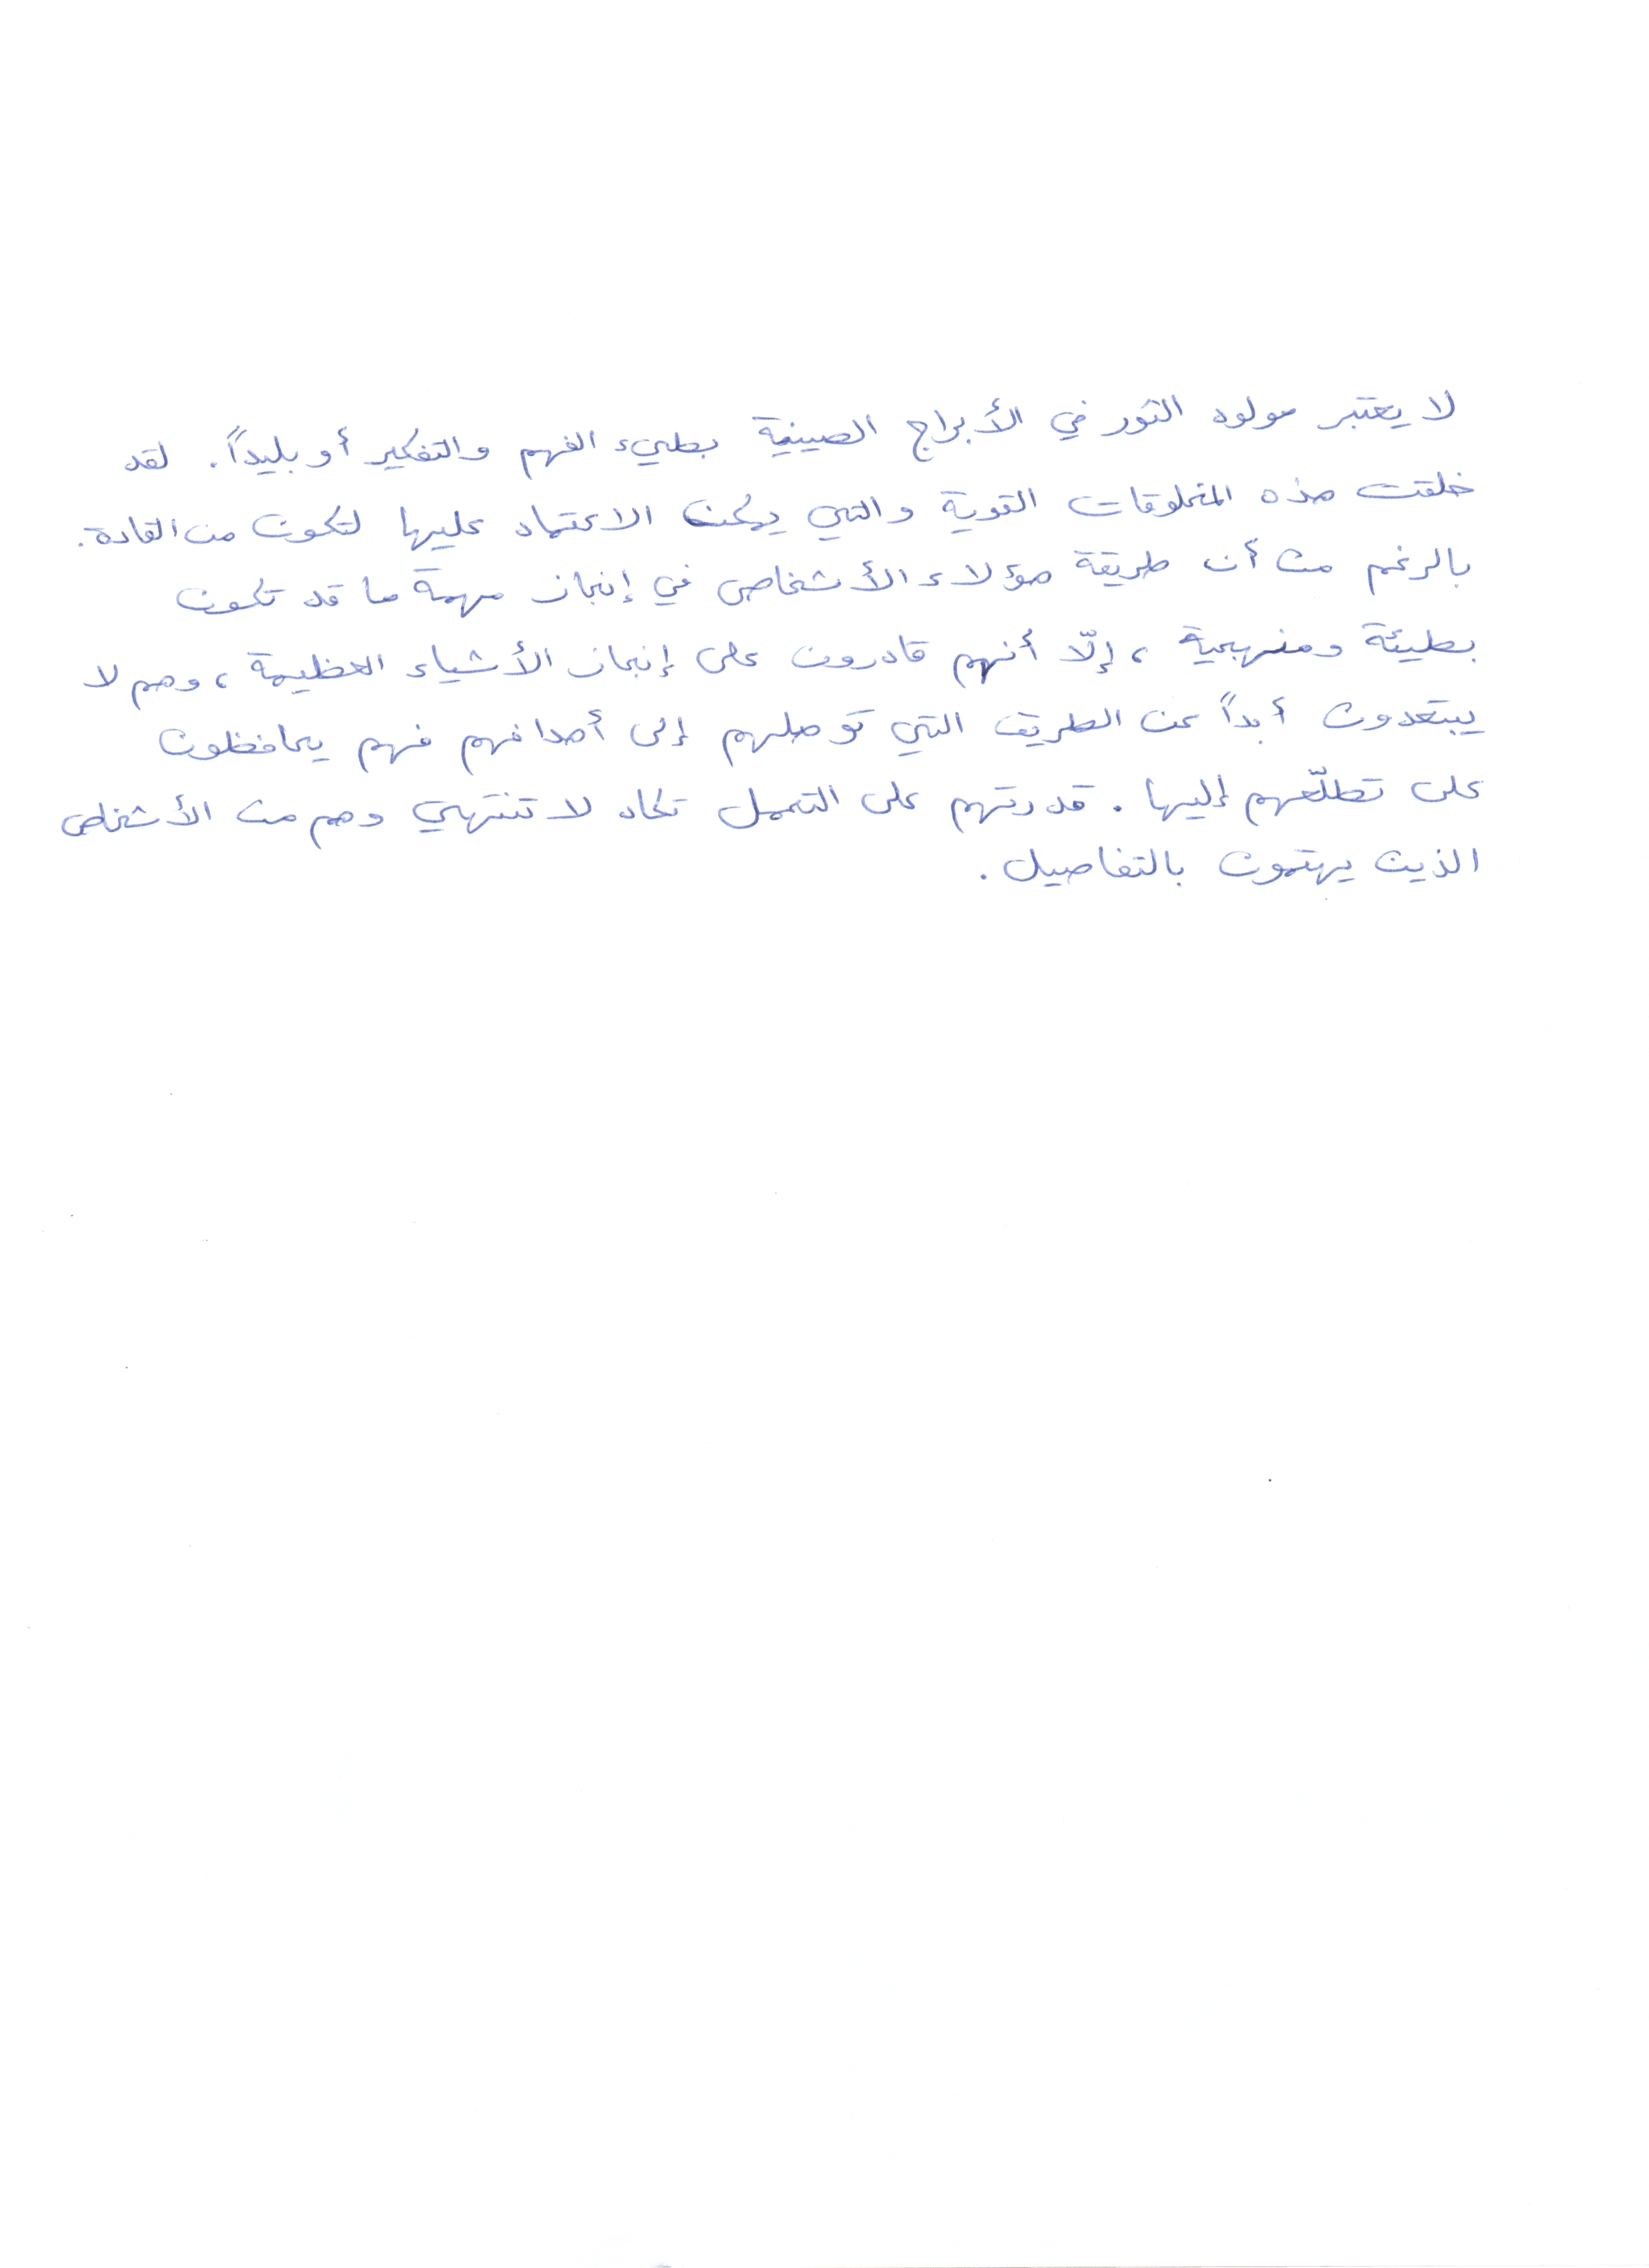 لا يعتبر مولود الثور في الأبراج الصينية بطيء الفهم والتفكير أو بليداً. لقد
خلقت هذه المخلوقات القوية والتي يمكن الاعتماد عليها لتكون من القادة.
بالرغم من أن طريقة هؤلاء الأشخاص في إنجاز مهمة ما قد تكون
بطيئة ومنهجية، إلّا أنهم قادرون على إنجاز الأشياء العظيمة، وهم لا
يبتعدون أبداً عن الطريق التي توصلهم إلى أهدافهم فهم يحافظون
على تطلّعهم إليها. قدرتهم على التحمل تكاد لا تنتهي وهم من الأشخاص
الذين يهتمون بالتفاصيل.